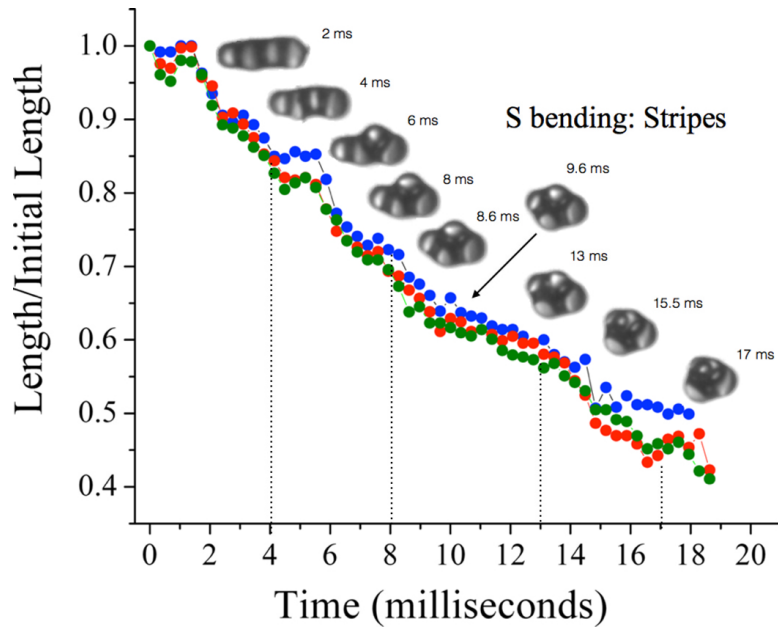 2 ms
4 ms
6 ms
S bending: Stripes
8 ms
9.6 ms
8.6 ms
13 ms
15.5 ms
17 ms
Length/Initial Length
1.0
0.9
0.8
0.7
0.6
0.5
0.4
0 2 4 6 8 10 12 14 16 18 20
Time (milliseconds)